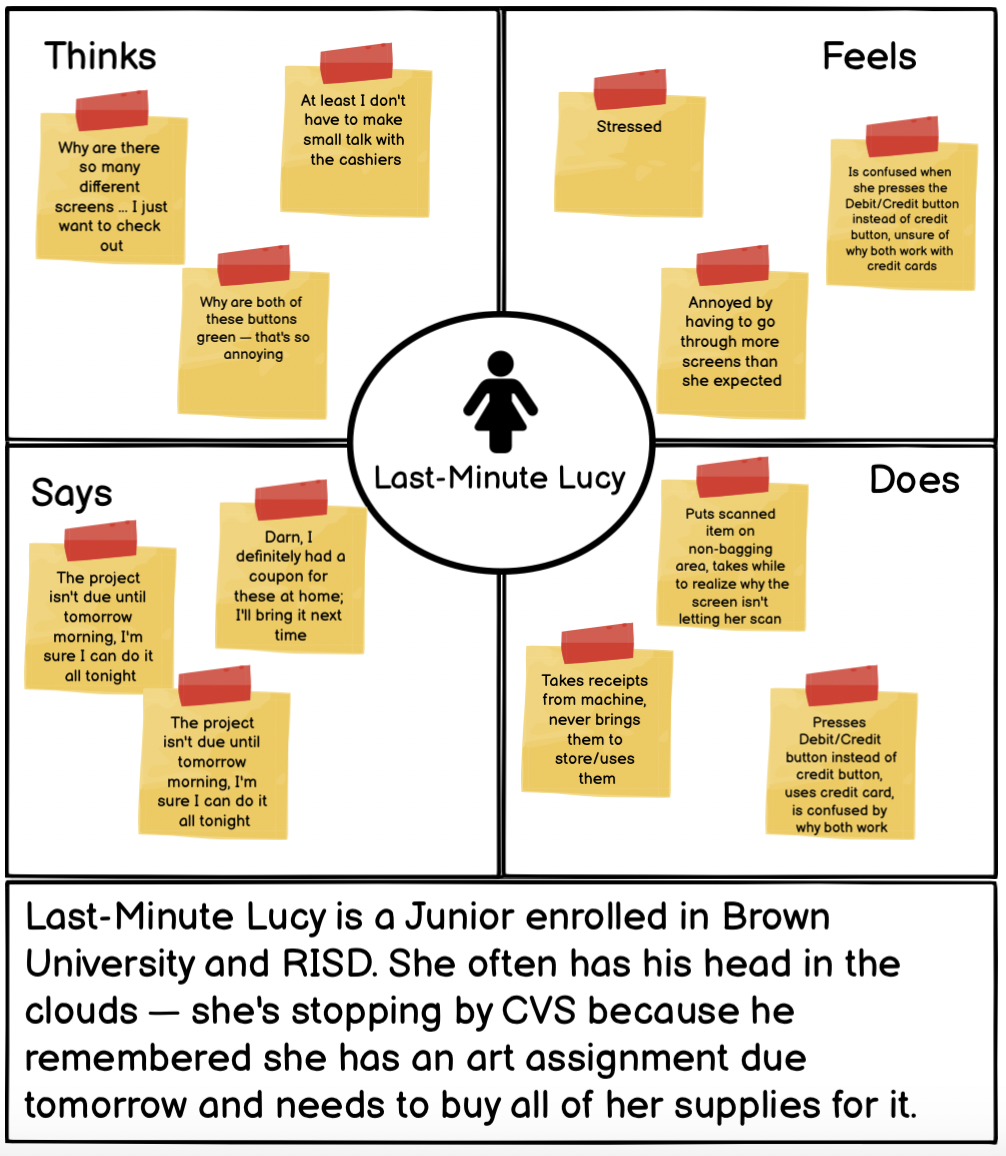 Thinks
Why are there
so many
different
screens ... I just
want to check
out
At least I don't
have to make
small talk with
the cashiers
Why are both of
these buttons
green — that's so
annoying
Feels
Stressed
Is confused when
she presses the
Debit/Credit button
instead of credit
button, unsure of
why both work with
credit cards
Annoyed by
having to go
through more
screens than
she expected
Last-Minute Lucy
Says
The project
isn't due until
tomorrow
morning, I'm
sure I can do it
all tonight
Darn, I
definitely had a
coupon for
these at home;
I'll bring it next
time
The project
isn't due until
tomorrow
morning, I'm
sure I can do it
all tonight
Does
Puts scanned
item on
non-bagging
area, takes while
to realize why the
screen isn't
letting her scan
Takes receipts
from machine,
never brings
them to
store/uses
them
Presses
Debit/Credit
button instead of
credit button,
uses credit card,
is confused by
why both work
Last-Minute Lucy is a Junior enrolled in Brown
University and RISD. She often has his head in the
clouds — she's stopping by CVS because he
remembered she has an art assignment due
tomorrow and needs to buy all of her supplies for it.